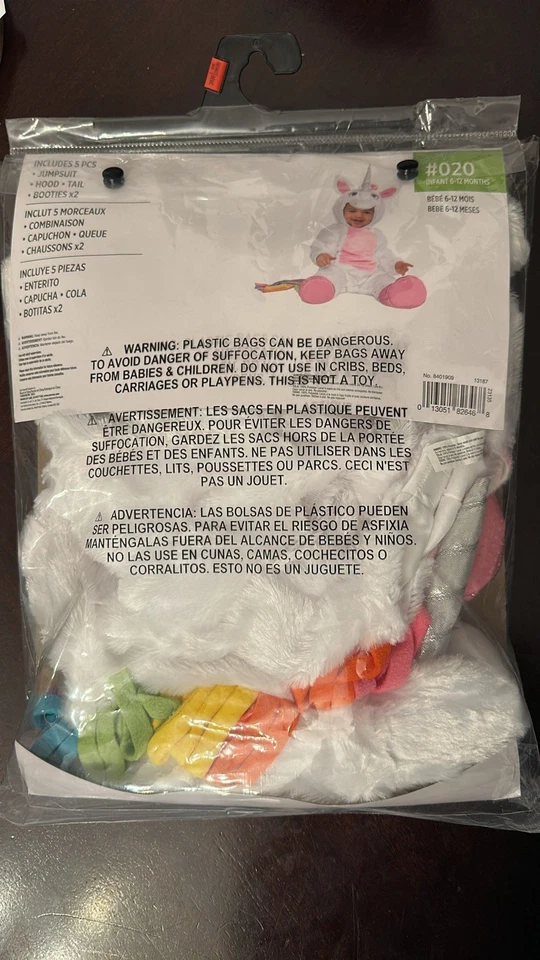 INCLUDES 5 PCS
• JUMPSUIT
• HOOD • TAIL
• BOOTIES x2
INCLUT 5 MORCEAUX
• COMBINAISON
• CAPUCHON • QUEUE
• CHAUSSONS x2
INCLUYE 5 PIEZAS
• ENTERITO
• CAPUCHA • COLA
• BOTITAS x2
#020
INFANT 6-12 MONTHS
BÉBÉ 6-12 MOIS
BEBE 6-12 MESES
⚠ WARNING: PLASTIC BAGS CAN BE DANGEROUS.
TO AVOID DANGER OF SUFFOCATION, KEEP BAGS AWAY
FROM BABIES & CHILDREN. DO NOT USE IN CRIBS, BEDS,
CARRIAGES OR PLAYPENS. THIS IS NOT A TOY.
No. 8401909 13187
0 13051 82646
⚠ AVERTISSEMENT: LES SACS EN PLASTIQUE PEUVENT
ÊTRE DANGEREUX. POUR ÉVITER LES DANGERS DE
SUFFOCATION, GARDEZ LES SACS HORS DE LA PORTÉE
DES BÉBÉS ET DES ENFANTS. NE PAS UTILISER DANS LES
COUCHETTES, LITS, POUSSETTES OU PARCS. CECI N'EST
PAS UN JOUET.
⚠ ADVERTENCIA: LAS BOLSAS DE PLÁSTICO PUEDEN
SER PELIGROSAS. PARA EVITAR EL RIESGO DE ASFIXIA
MANTÉNGALAS FUERA DEL ALCANCE DE BEBÉS Y NIÑOS.
NO LAS USE EN CUNAS, CAMAS, COCHECITOS O
CORRALITOS. ESTO NO ES UN JUGUETE.